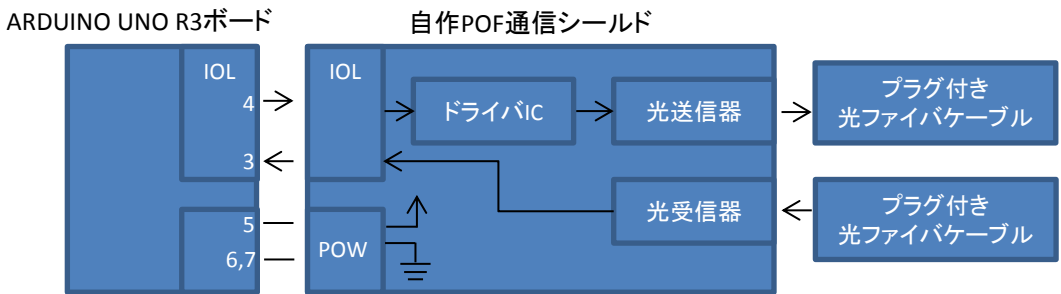 ARDUINO UNO R3ボード
自作POF通信シールド
IOL
4
3
5
6,7
IOL
POW
ドライバIC
光送信器
光受信器
プラグ付き
光ファイバケーブル
プラグ付き
光ファイバケーブル